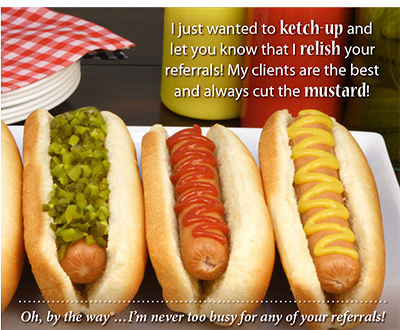 I just wanted to ketch-up and
let you know that I relish your
referrals! My clients are the best
and always cut the mustard!
Oh, by the way®...I'm never too busy for any of your referrals!